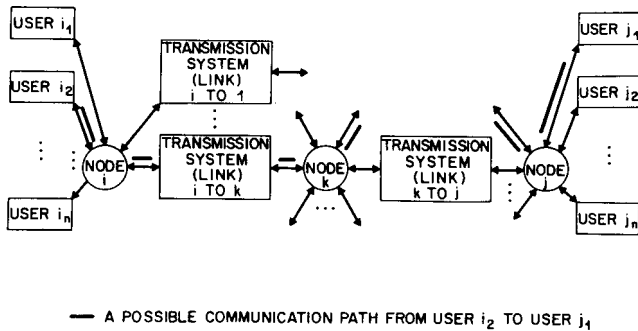 USER i1
USER i2
USER in
NODE
i
TRANSMISSION
SYSTEM
(LINK)
i TO 1
TRANSMISSION
SYSTEM
(LINK)
i TO k
NODE
k
TRANSMISSION
SYSTEM
(LINK)
k TO j
NODE
j
USER j1
USER j2
USER jn
A POSSIBLE COMMUNICATION PATH FROM USER i2 TO USER j1